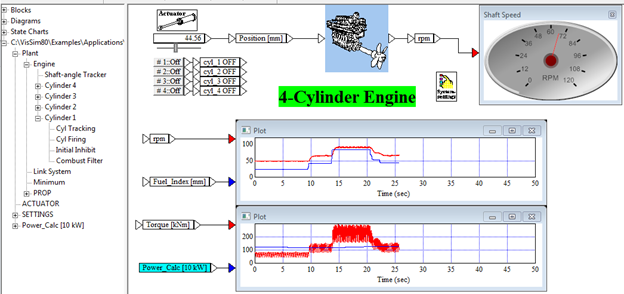 Blocks
Diagrams
State Charts
C:\VisSim80\Examples\Applications\
Plant
Engine
Shaft-angle Tracker
Cylinder 4
Cylinder 3
Cylinder 2
Cylinder 1
Cyl Tracking
Cyl Firing
Initial Inhibit
Combust Filter
Link System
Minimum
PROP
ACTUATOR
SETTINGS
Power_Calc [10 kW]
Actuator
44.56
Position [mm]
rpm
# 1::Off cyl_1 OFF
# 2::Off cyl_2 OFF
# 3::Off cyl_3 OFF
# 4::Off cyl_4 OFF
4-Cylinder Engine
System settings
Shaft Speed
0 12 24 36 48 60 72 84 96 108 120
RPM
rpm
Fuel_Index [mm]
Plot
100
50
0
0 5 10 15 20 25 30 35 40 45 50
Time (sec)
Torque [kNm]
Power_Calc [10 kW]
Plot
300
200
100
0
0 5 10 15 20 25 30 35 40 45 50
Time (sec)